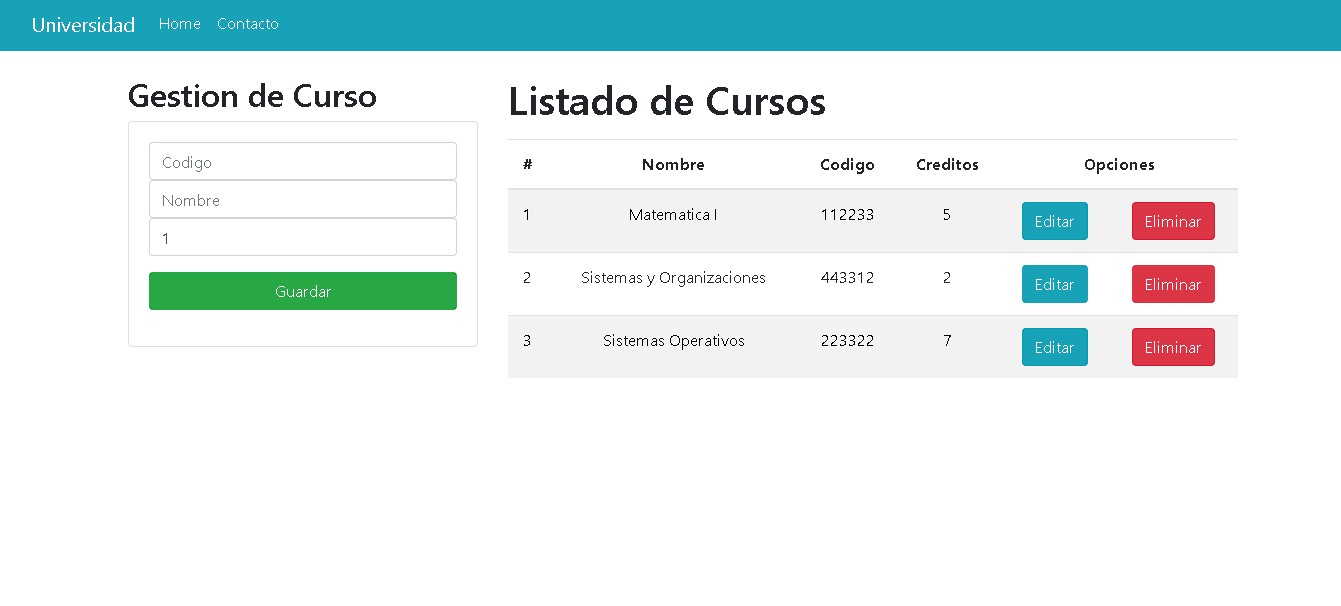 Universidad Home Contacto
Gestion de Curso
Codigo
Nombre
1
Guardar
Listado de Cursos
# Nombre Codigo Creditos Opciones
1 Matematica I 112233 5 Editar Eliminar
2 Sistemas y Organizaciones 443312 2 Editar Eliminar
3 Sistemas Operativos 223322 7 Editar Eliminar